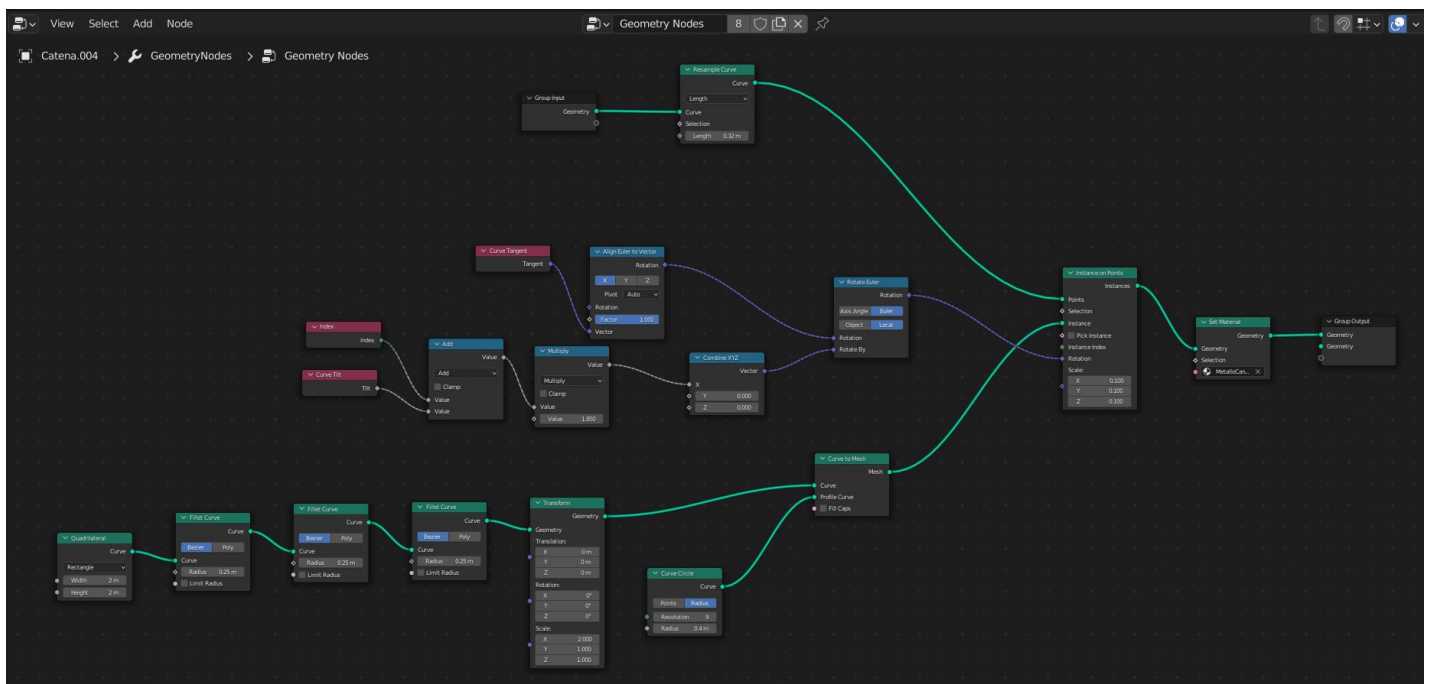 View Select Add Node
Geometry Nodes 8
Catena.004 > GeometryNodes > Geometry Nodes
Resample Curve
Curve
Length
Curve
Selection
Length 0.32 m
Group Input
Geometry
Curve Tangent
Tangent
Align Euler to Vector
Rotation
X Y Z
Pivot Auto
Rotation
Factor 1.000
Vector
Index
Index
Curve Tilt
Tilt
Add
Value
Add
Clamp
Value
Value
Multiply
Value
Multiply
Clamp
Value
Value 1.850
Combine XYZ
Vector
X
Y 0.000
Z 0.000
Rotate Euler
Rotation
Axis Angle Euler
Object Local
Rotation
Rotate By
Instance on Points
Instances
Points
Selection
Instance
Pick Instance
Instance Index
Rotation
Scale:
X 0.100
Y 0.100
Z 0.100
Set Material
Geometry
Geometry
Selection
MetalloCan...
Group Output
Geometry
Geometry
Quadrilateral
Curve
Rectangle
Width 2 m
Height 2 m
Fillet Curve
Curve
Bezier Poly
Curve
Radius 0.25 m
Limit Radius
Fillet Curve
Curve
Bezier Poly
Curve
Radius 0.25 m
Limit Radius
Fillet Curve
Curve
Bezier Poly
Curve
Radius 0.25 m
Limit Radius
Transform
Geometry
Geometry
Translation:
X 0 m
Y 0 m
Z 0 m
Rotation:
X 0°
Y 0°
Z 0°
Scale:
X 2.000
Y 1.000
Z 1.000
Curve Circle
Curve
Points Radius
Resolution 9
Radius 0.4 m
Curve to Mesh
Mesh
Curve
Profile Curve
Fill Caps